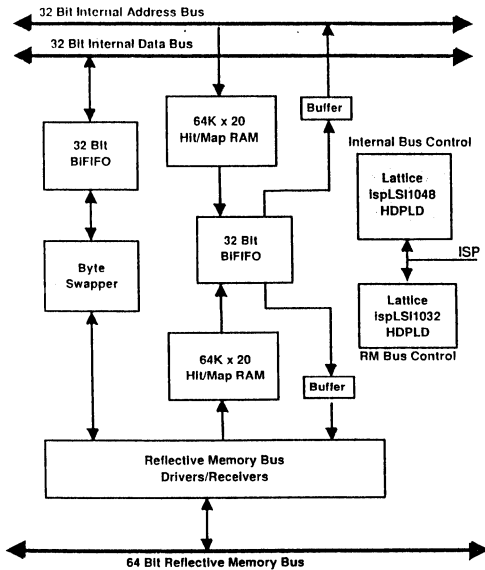 32 Bit Internal Address Bus
32 Bit Internal Data Bus
Buffer
64K x 20
Hit/Map RAM
32 Bit
BiFIFO
Internal Bus Control
Lattice
ispLSI1048
HDPLD
32 Bit
BiFIFO
ISP
Byte
Swapper
Lattice
ispLSI1032
HDPLD
RM Bus Control
64K x 20
Hit/Map RAM
Buffer
Reflective Memory Bus
Drivers/Receivers
64 Bit Reflective Memory Bus